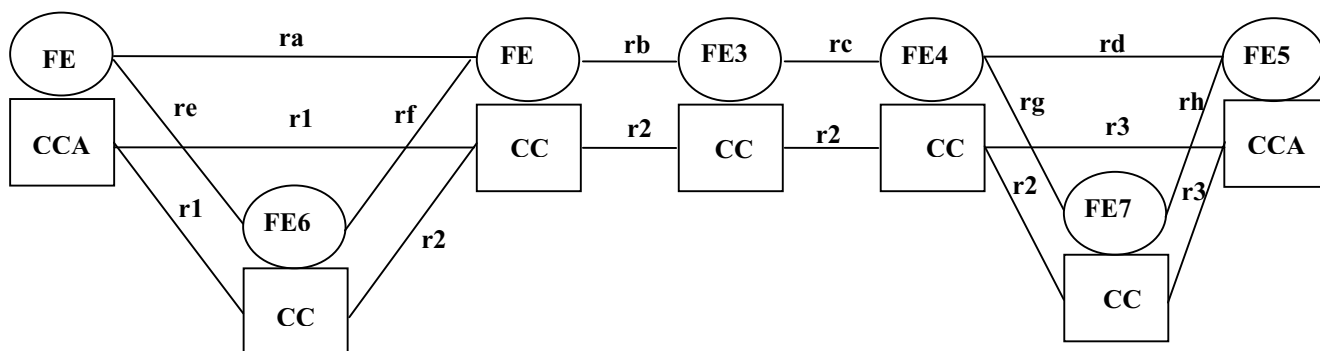 FE ra FE rb FE3 rc FE4 rd FE5
re rf rg rh
CCA r1 CC r2 CC r2 CC r3 CCA
r1 FE6 r2 r2 FE7 r3
CC CC